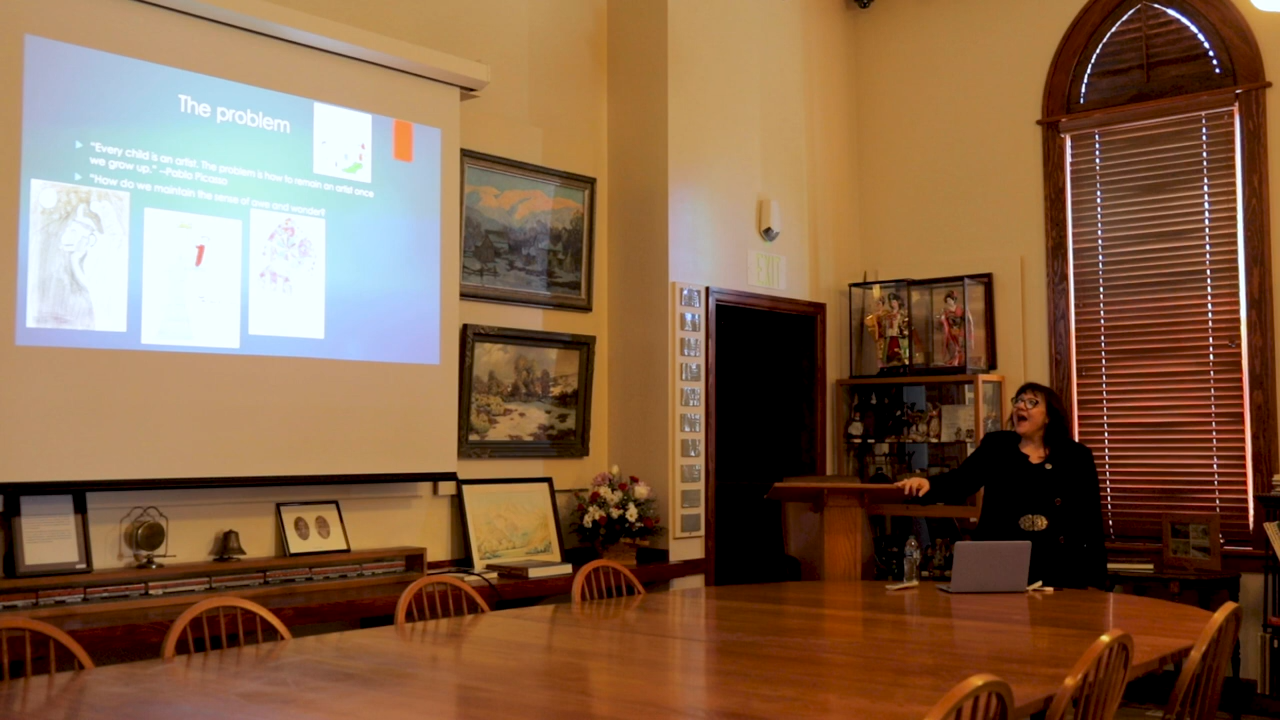 The problem
"Every child is an artist. The problem is how to remain an artist once
we grow up." –Pablo Picasso
"How do we maintain the sense of awe and wonder?
EXIT